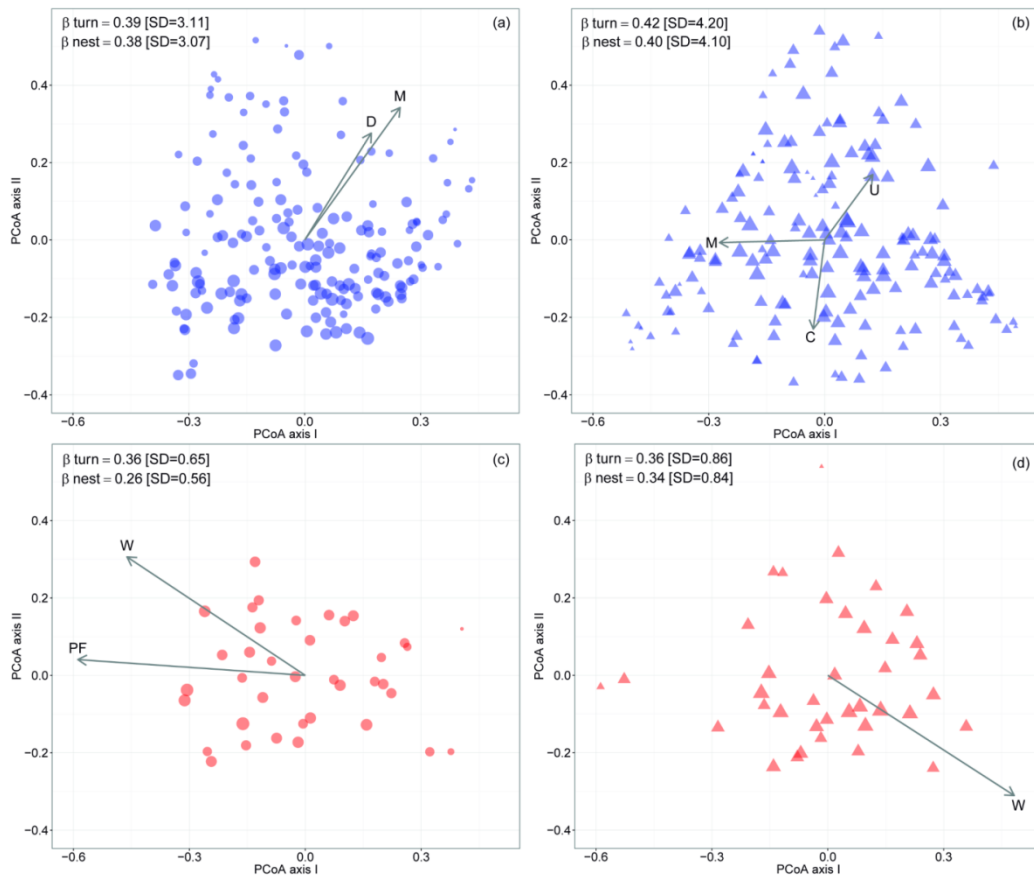 β turn = 0.39 [SD=3.11]
β nest = 0.38 [SD=3.07]
(a)
M
D
PCoA axis II
0.4
0.2
0.0
−0.2
−0.4
−0.6
−0.3
0.0
0.3
PCoA axis I
β turn = 0.42 [SD=4.20]
β nest = 0.40 [SD=4.10]
(b)
U
M
C
PCoA axis II
0.4
0.2
0.0
−0.2
−0.4
−0.6
−0.3
0.0
0.3
PCoA axis I
β turn = 0.36 [SD=0.65]
β nest = 0.26 [SD=0.56]
(c)
W
PF
PCoA axis II
0.4
0.2
0.0
−0.2
−0.4
−0.6
−0.3
0.0
0.3
PCoA axis I
β turn = 0.36 [SD=0.86]
β nest = 0.34 [SD=0.84]
(d)
W
PCoA axis II
0.4
0.2
0.0
−0.2
−0.4
−0.6
−0.3
0.0
0.3
PCoA axis I